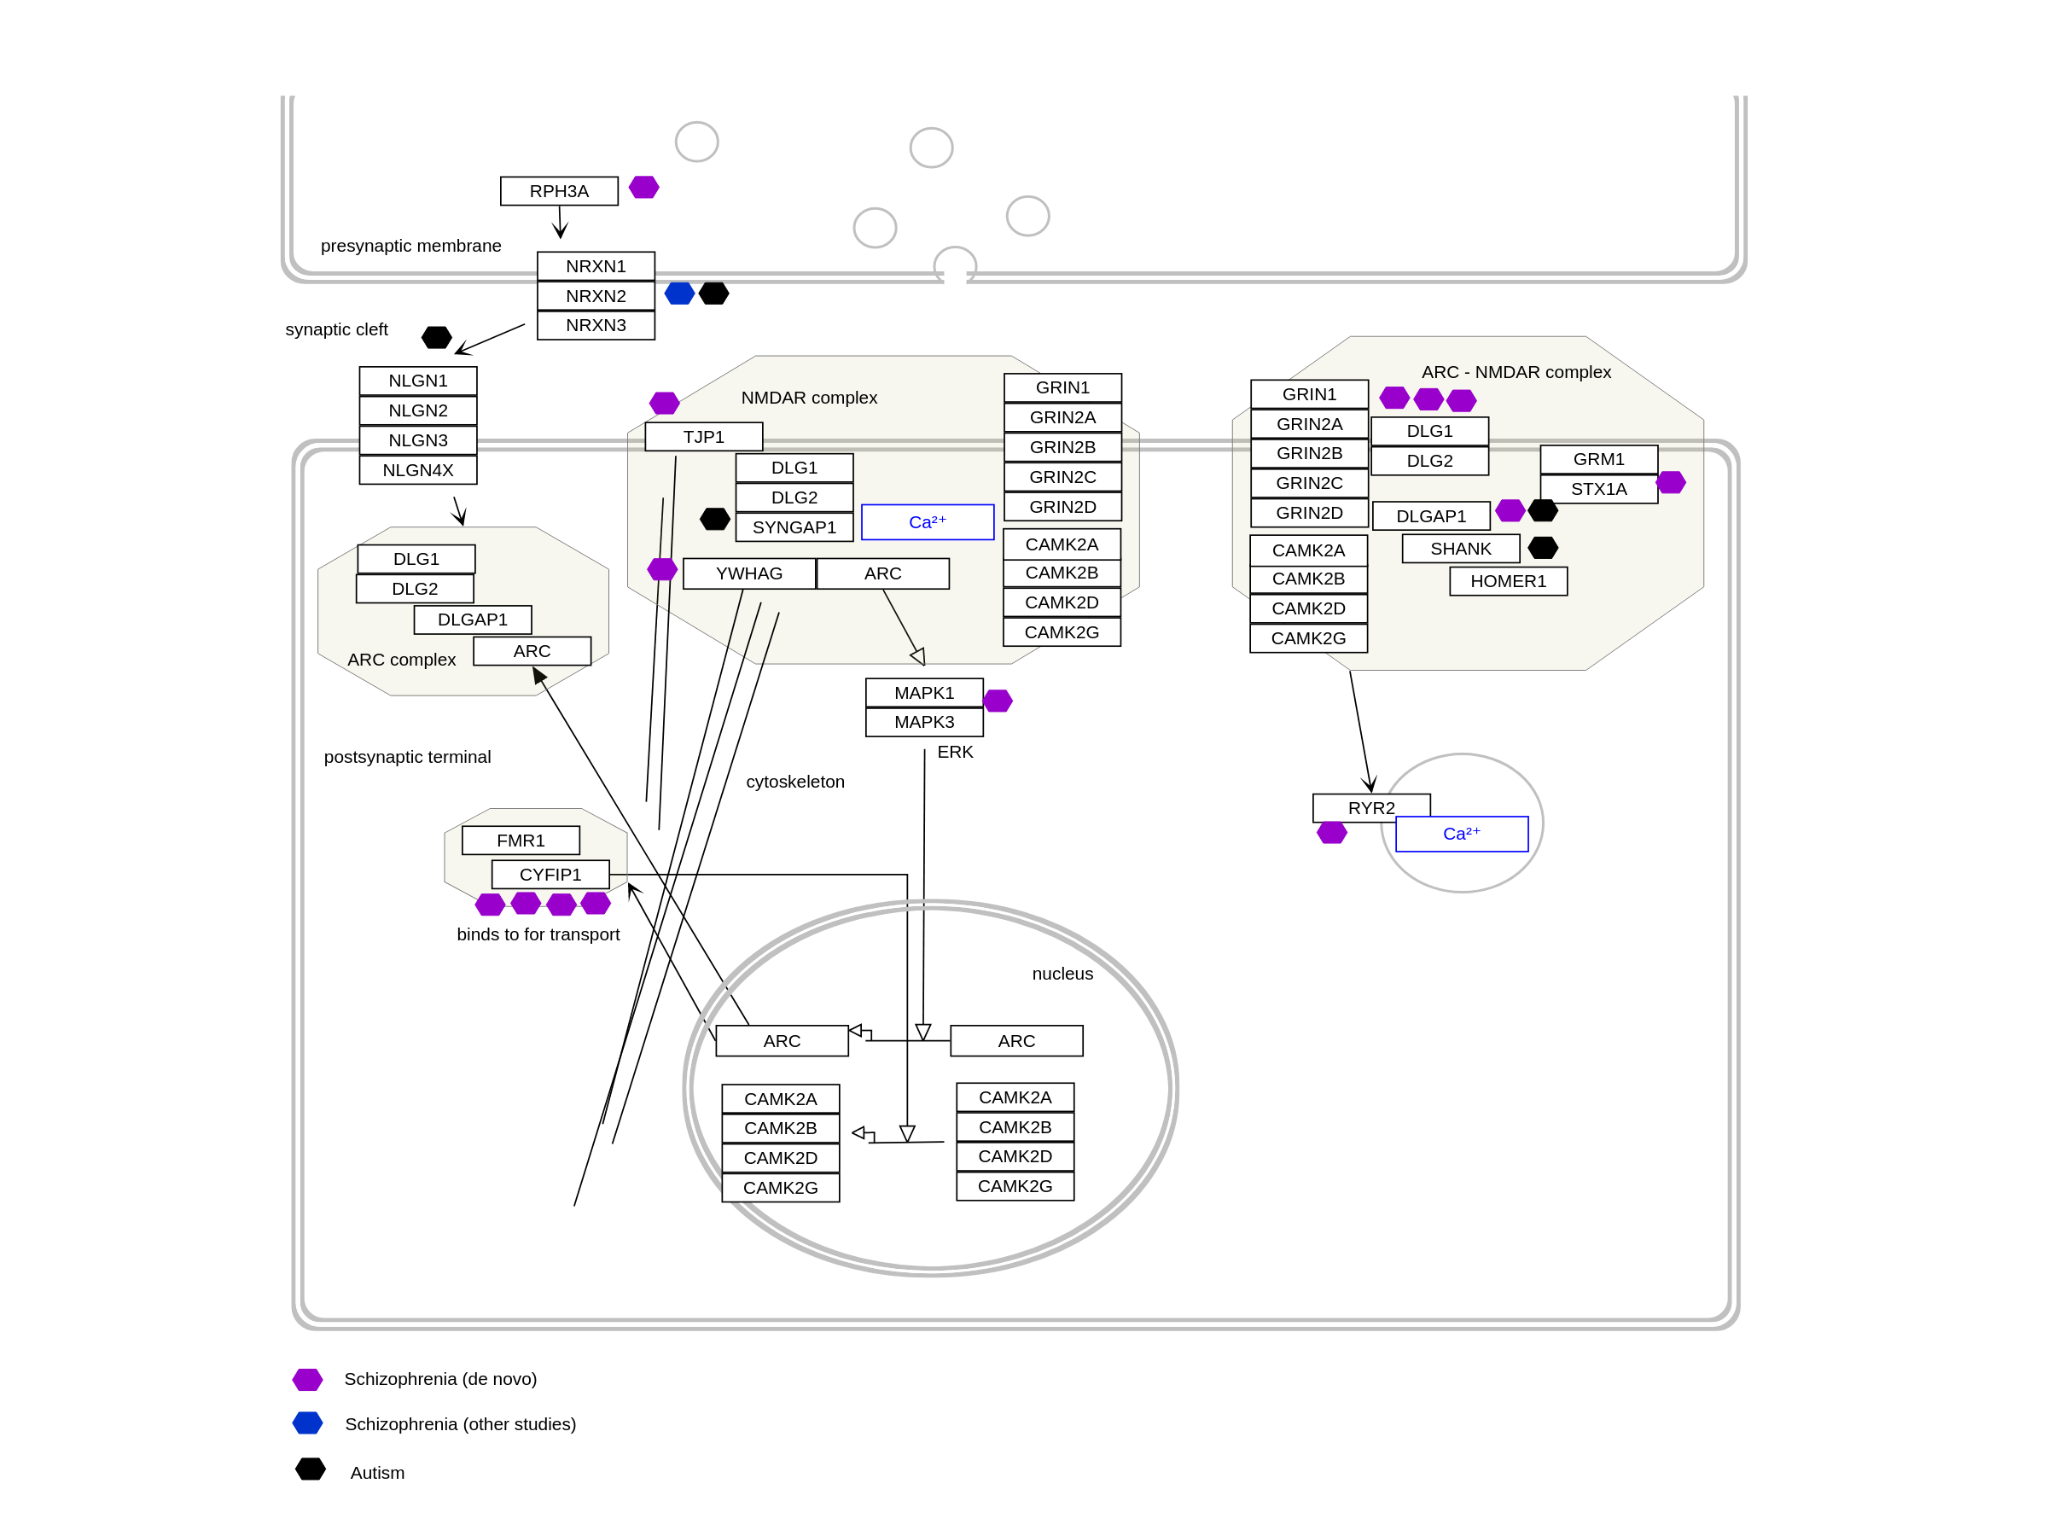 RPH3A
presynaptic membrane
NRXN1
NRXN2
NRXN3
synaptic cleft
NLGN1
NLGN2
NLGN3
NLGN4X
NMDAR complex
TJP1
DLG1
DLG2
SYNGAP1
Ca²⁺
YWHAG
ARC
GRIN1
GRIN2A
GRIN2B
GRIN2C
GRIN2D
CAMK2A
CAMK2B
CAMK2D
CAMK2G
ARC - NMDAR complex
GRIN1
GRIN2A
GRIN2B
GRIN2C
GRIN2D
CAMK2A
CAMK2B
CAMK2D
CAMK2G
DLG1
DLG2
GRM1
STX1A
DLGAP1
SHANK
HOMER1
DLG1
DLG2
DLGAP1
ARC
ARC complex
MAPK1
MAPK3
ERK
postsynaptic terminal
cytoskeleton
RYR2
Ca²⁺
FMR1
CYFIP1
binds to for transport
nucleus
ARC
ARC
CAMK2A
CAMK2B
CAMK2D
CAMK2G
CAMK2A
CAMK2B
CAMK2D
CAMK2G
Schizophrenia (de novo)
Schizophrenia (other studies)
Autism